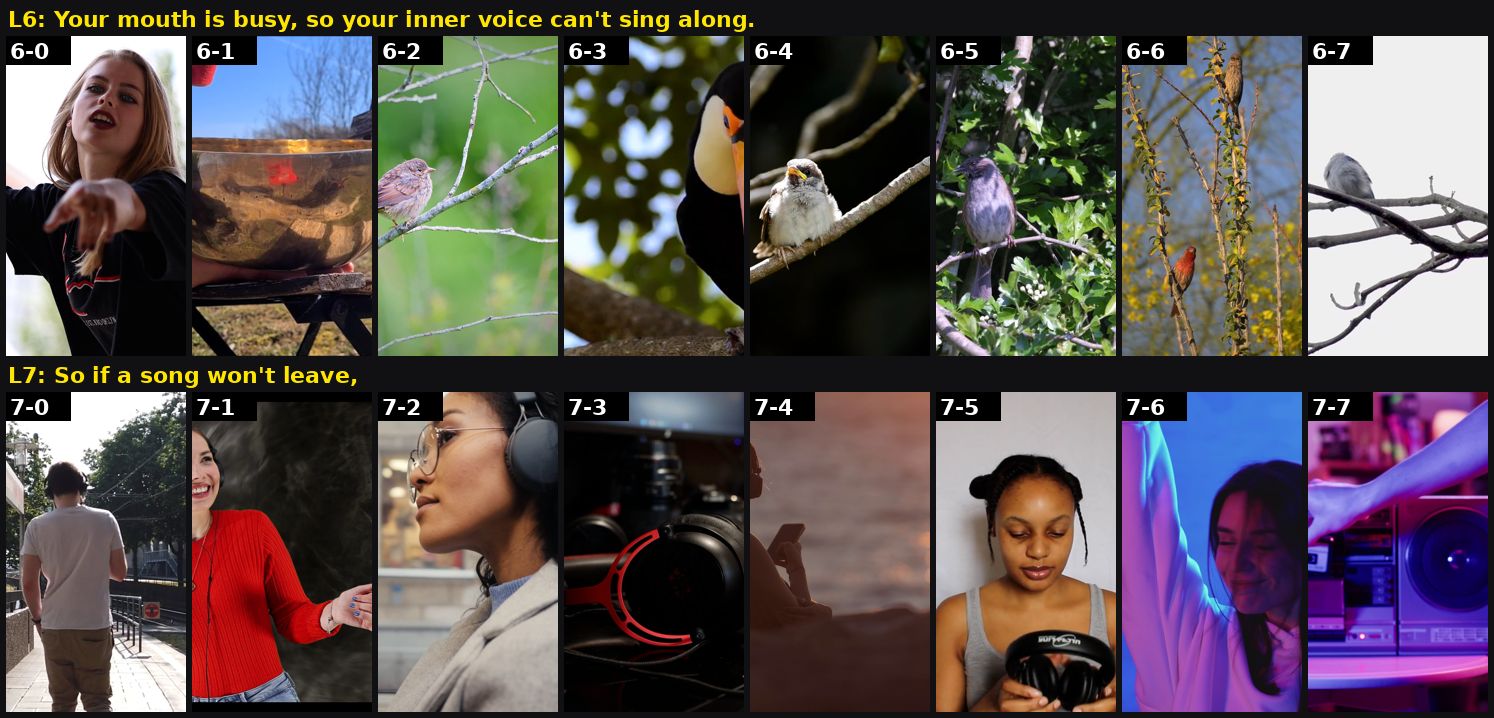 L6: Your mouth is busy, so your inner voice can't sing along.
6-0 6-1 6-2 6-3 6-4 6-5 6-6 6-7
L7: So if a song won't leave,
7-0 7-1 7-2 7-3 7-4 7-5 7-6 7-7